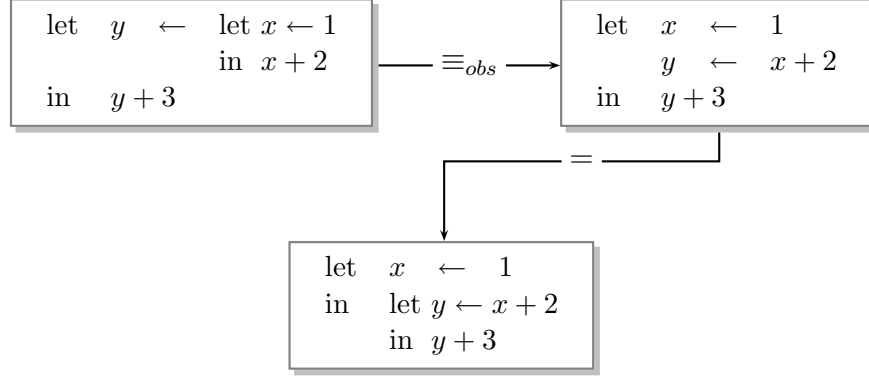 let y ← let x ← 1
in x + 2
in y + 3
≡obs
let x ← 1
y ← x + 2
in y + 3
=
let x ← 1
in let y ← x + 2
in y + 3